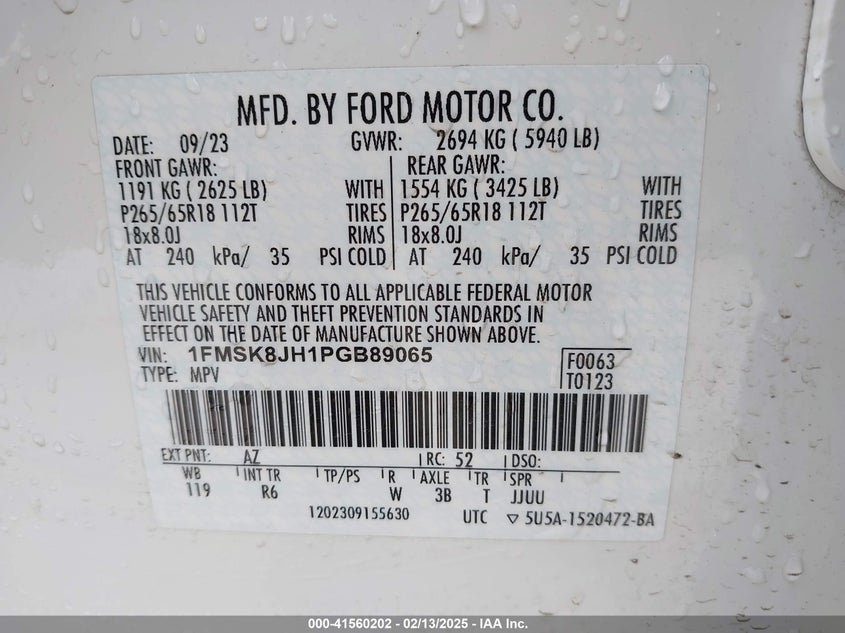 MFD. BY FORD MOTOR CO.
DATE: 09/23 GVWR: 2694 KG ( 5940 LB)
FRONT GAWR: REAR GAWR:
1191 KG ( 2625 LB) WITH 1554 KG ( 3425 LB) WITH
P265/65R18 112T TIRES P265/65R18 112T TIRES
18x8.0J RIMS 18x8.0J RIMS
AT 240 kPa/ 35 PSI COLD AT 240 kPa/ 35 PSI COLD
THIS VEHICLE CONFORMS TO ALL APPLICABLE FEDERAL MOTOR
VEHICLE SAFETY AND THEFT PREVENTION STANDARDS IN
EFFECT ON THE DATE OF MANUFACTURE SHOWN ABOVE.
VIN: 1FMSK8JH1PGB89065
F0063
TYPE: MPV
T0123
EXT PNT: AZ RC: 52 DSO:
WB INT TR TP/PS R AXLE TR SPR
119 R6 W 3B T JJUU
1202309155630 UTC ▽ 5U5A-1520472-BA
000-41560202 - 02/13/2025 - IAA Inc.